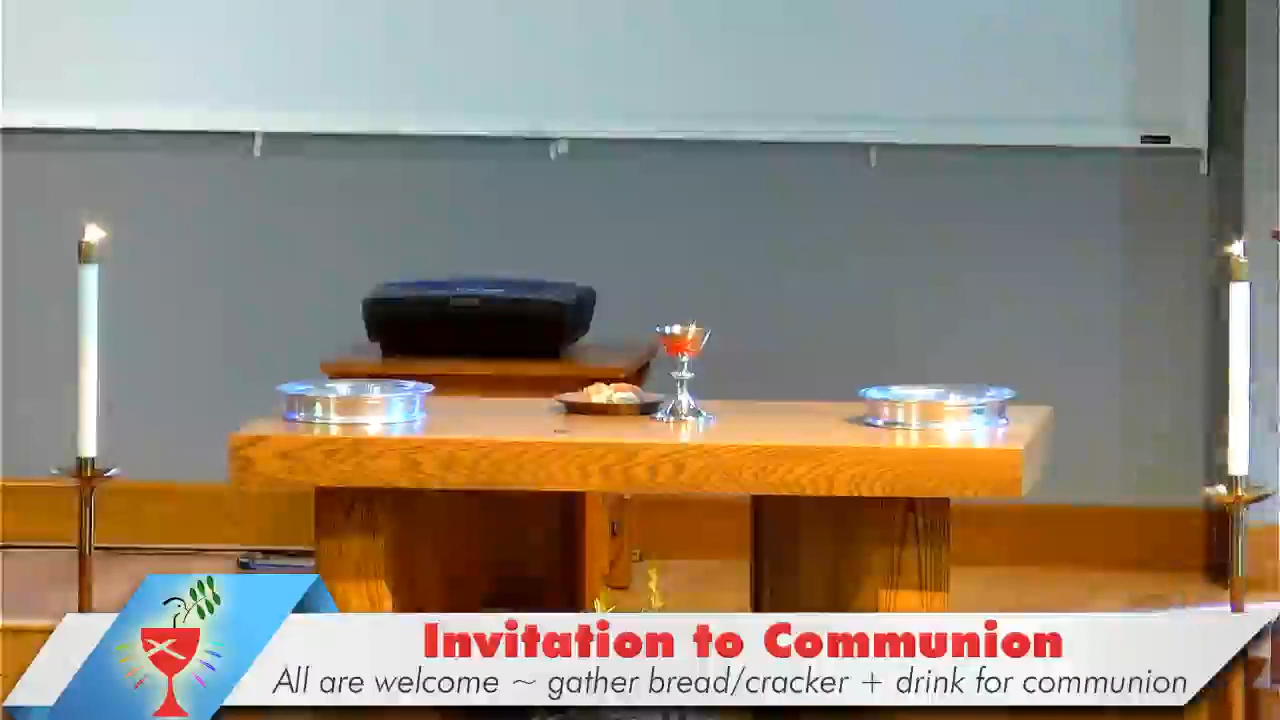 Invitation to Communion
All are welcome ~ gather bread/cracker + drink for communion